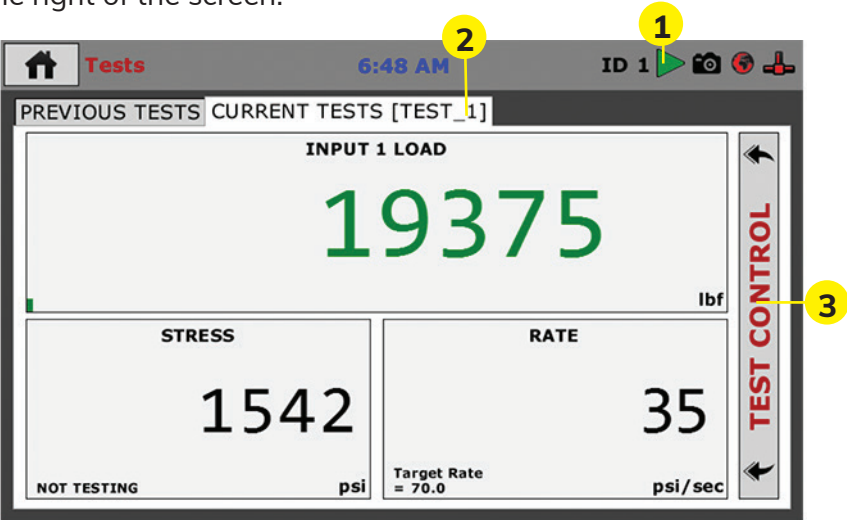 he right of the screen.
1
2
Tests 6:48 AM ID 1
PREVIOUS TESTS CURRENT TESTS [TEST_1]
INPUT 1 LOAD
19375
lbf
3
TEST CONTROL
STRESS
1542
NOT TESTING psi
RATE
35
Target Rate
= 70.0
psi/sec